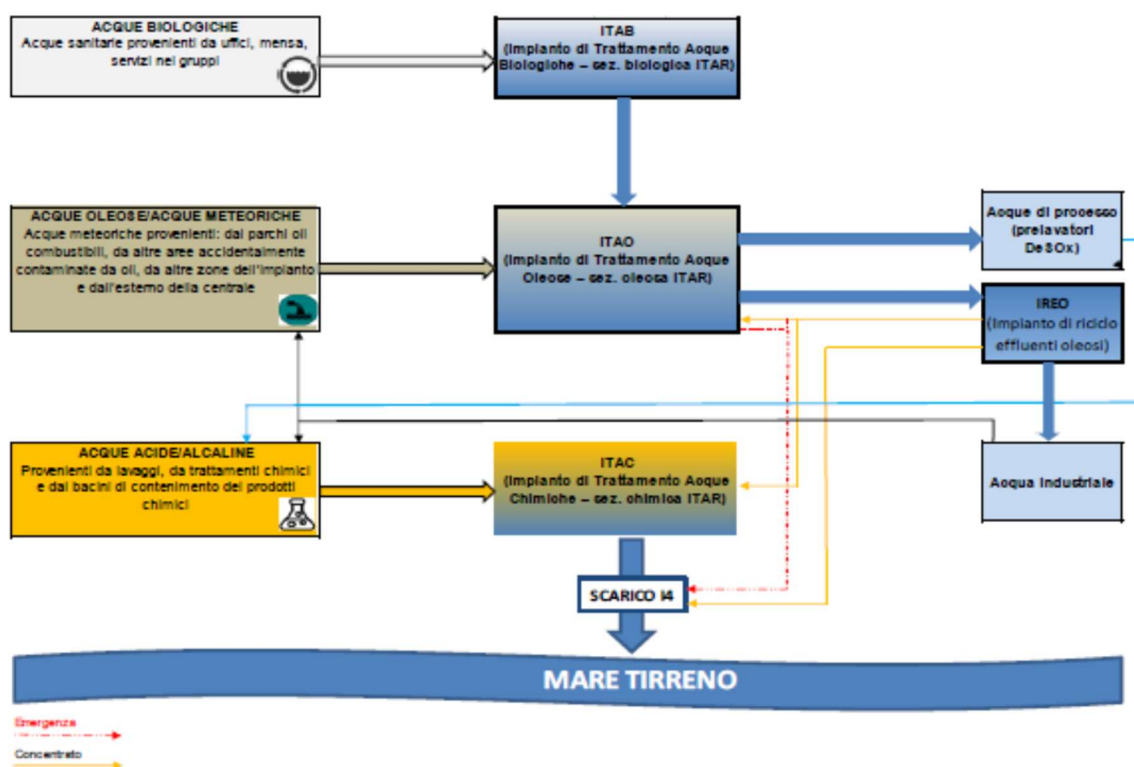 ACQUE BIOLOGICHE
Acque sanitarie provenienti da uffici, mensa,
servizi nei gruppi
ITAB
(Impianto di Trattamento Acque
Biologiche – sez. biologica ITAR)
ACQUE OLEOSE/ACQUE METEORICHE
Acque meteoriche provenienti: dai parchi oli
combustibili, da altre aree accidentalmente
contaminate da oli, da altre zone dell'impianto
e dall'esterno della centrale
ITAO
(Impianto di Trattamento Acque
Oleose – sez. oleosa ITAR)
Acque di processo
(prelavatori
DeSOx)
IREO
(Impianto di riciclo
effluenti oleosi)
ACQUE ACIDE/ALCALINE
Provenienti da lavaggi, da trattamenti chimici
e dai bacini di contenimento dei prodotti
chimici
ITAC
(Impianto di Trattamento Acque
Chimiche – sez. chimica ITAR)
Acqua Industriale
SCARICO I4
MARE TIRRENO
Emergenza
Concentrato